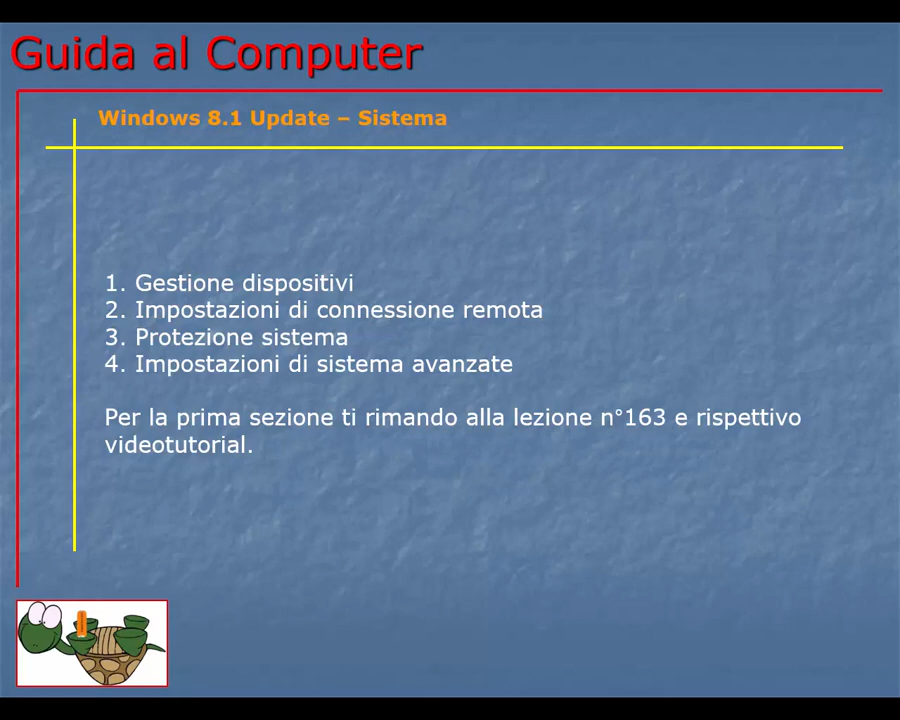 Guida al Computer
Windows 8.1 Update – Sistema
1. Gestione dispositivi
2. Impostazioni di connessione remota
3. Protezione sistema
4. Impostazioni di sistema avanzate
Per la prima sezione ti rimando alla lezione n°163 e rispettivo
videotutorial.